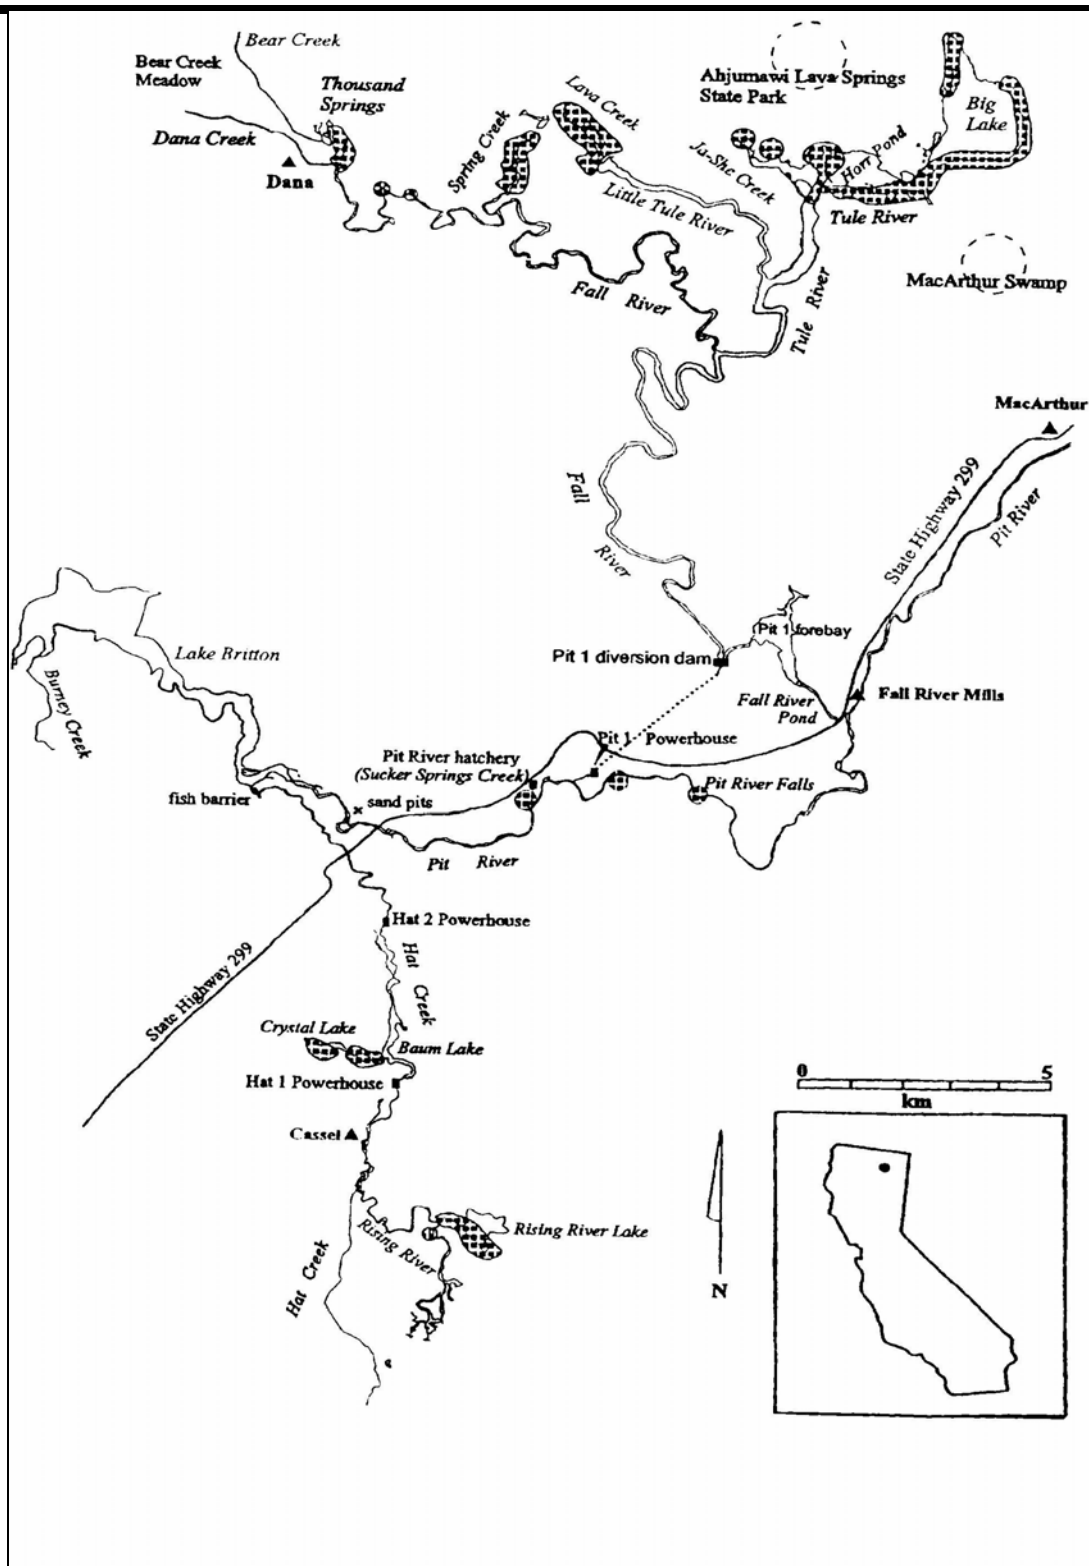 Bear Creek
Bear Creek
Meadow
Thousand
Springs
Dana Creek
Dana
Spring Creek
Lava Creek
Little Tule River
Ahjumawi Lava Springs
State Park
Big
Lake
Ja-She Creek
Horr Pond
Tule River
MacArthur Swamp
Fall River
Tule River
MacArthur
State Highway 299
Pit River
Fall
River
Lake Britton
Burney Creek
Pit 1 forebay
Pit 1 diversion dam
Fall River
Pond
Fall River Mills
Pit 1 Powerhouse
Pit River hatchery
(Sucker Springs Creek)
Pit River Falls
fish barrier
sand pits
Pit River
Hat 2 Powerhouse
Hat Creek
State Highway 299
Crystal Lake
Baum Lake
Hat 1 Powerhouse
Cassel
Rising River Lake
Rising River
Hat Creek
0 5
km
N